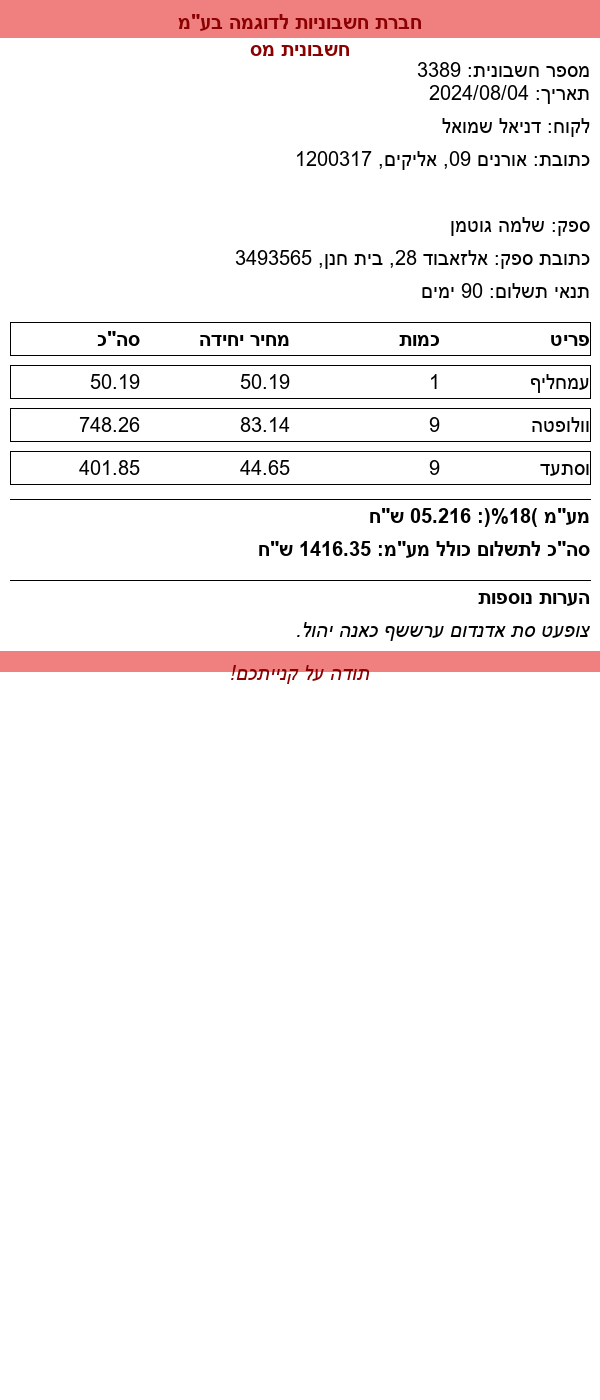 חברת חשבוניות לדוגמה בע"מ
חשבונית מס
מספר חשבונית: 3389
תאריך: 2024/08/04
לקוח: דניאל שמואל
כתובת: אורנים 09, אליקים, 1200317
ספק: שלמה גוטמן
כתובת ספק: אלזאבוד 28, בית חנן, 3493565
תנאי תשלום: 90 ימים
פריט כמות מחיר יחידה סה"כ
עמחליף 1 50.19 50.19
וולופטה 9 83.14 748.26
וסתעד 9 44.65 401.85
מע"מ )18%(: 05.216 ש"ח
סה"כ לתשלום כולל מע"מ: 1416.35 ש"ח
הערות נוספות
צופעט סת אדנדום ערששף כאנה יהול.
תודה על קנייתכם!